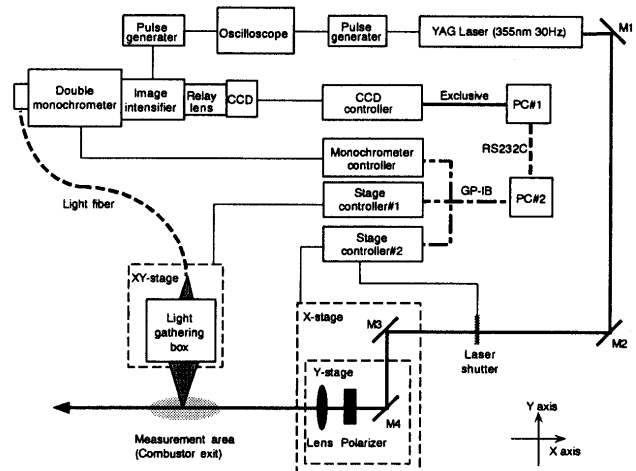 Pulse
generater
Oscilloscope
Pulse
generater
YAG Laser (355nm 30Hz)
M1
Double
monochrometer
Image
intensifier
Relay
lens
CCD
CCD
controller
Exclusive
PC#1
RS232C
Monochrometer
controller
GP-IB
PC#2
Stage
controller#1
Stage
controller#2
Light fiber
XY-stage
Light
gathering
box
X-stage
M3
M2
Laser
shutter
Y-stage
M4
Lens
Polarizer
Measurement area
(Combustor exit)
Y axis
X axis